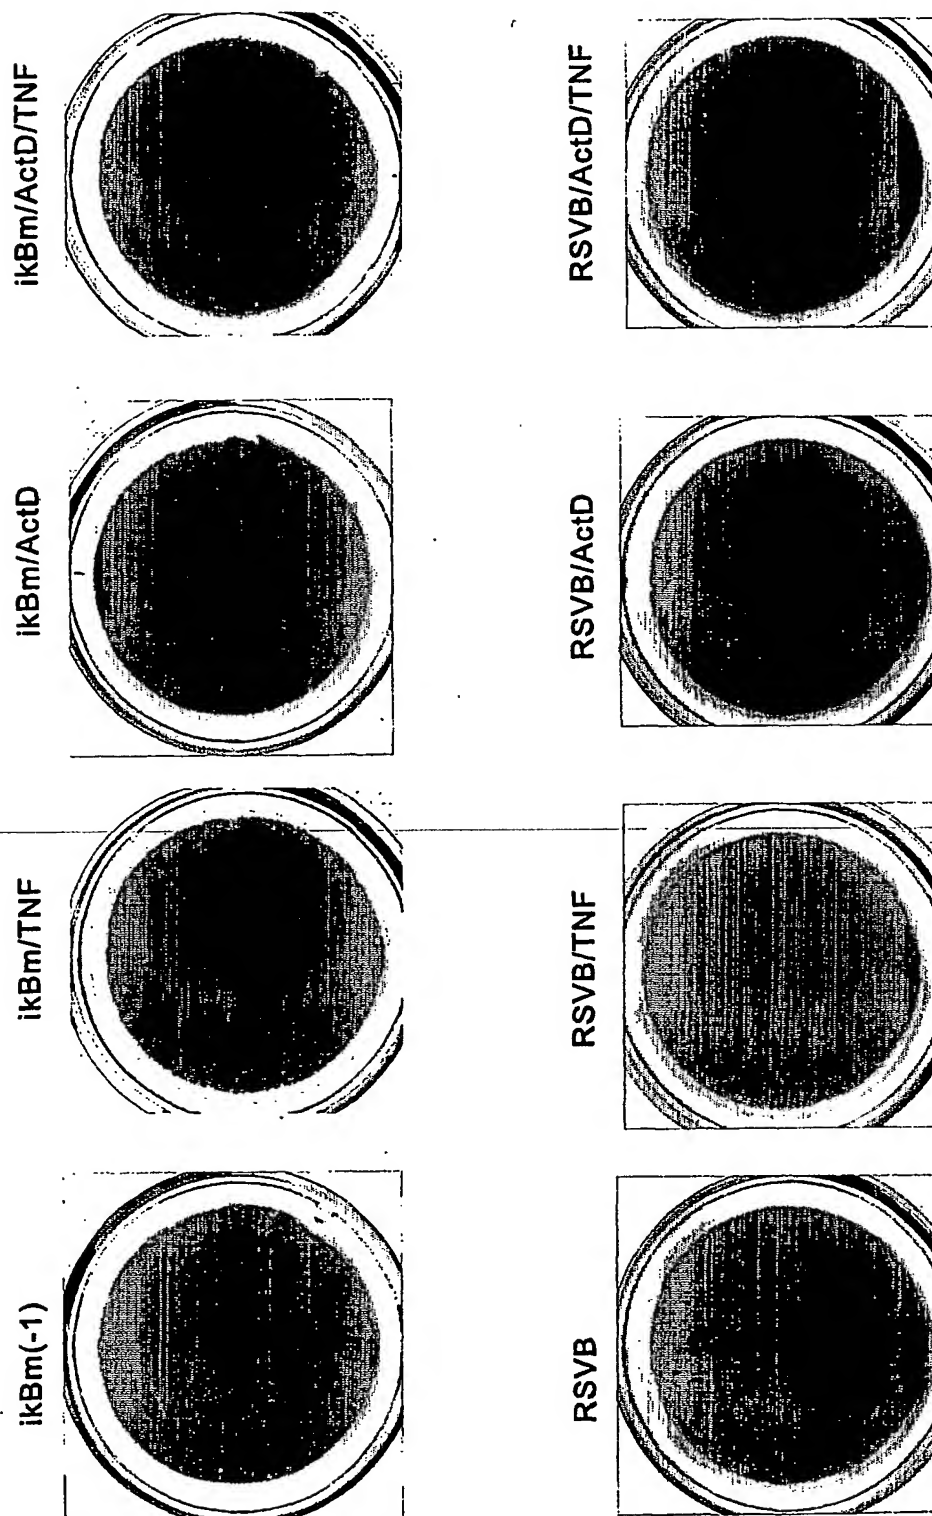 ikBm(-1)
ikBm/TNF
ikBm/ActD
ikBm/ActD/TNF
RSVB
RSVB/TNF
RSVB/ActD
RSVB/ActD/TNF